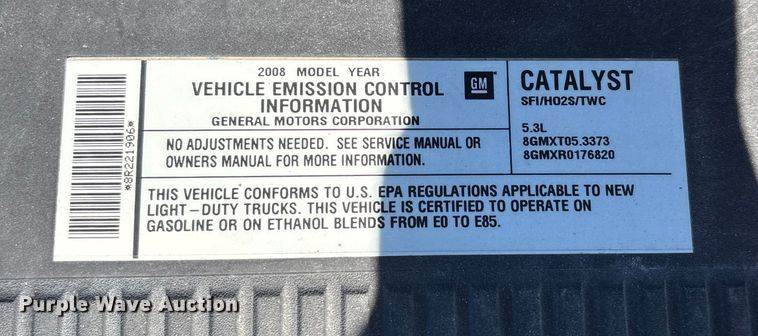 *8R221906*
2008 MODEL YEAR
VEHICLE EMISSION CONTROL
INFORMATION
GENERAL MOTORS CORPORATION
GM
NO ADJUSTMENTS NEEDED. SEE SERVICE MANUAL OR
OWNERS MANUAL FOR MORE INFORMATION.
CATALYST
SFI/HO2S/TWC
5.3L
8GMXT05.3373
8GMXR0176820
THIS VEHICLE CONFORMS TO U.S. EPA REGULATIONS APPLICABLE TO NEW
LIGHT-DUTY TRUCKS. THIS VEHICLE IS CERTIFIED TO OPERATE ON
GASOLINE OR ON ETHANOL BLENDS FROM E0 TO E85.
Purple Wave Auction